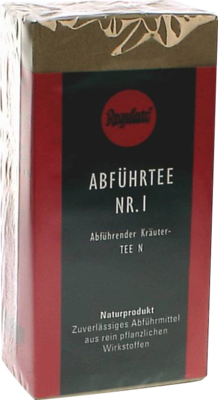 ABFÜHRTEE
NR. I
Abführender Kräuter-
TEE N
Naturprodukt
Zuverlässiges Abführmittel
aus rein pflanzlichen
Wirkstoffen